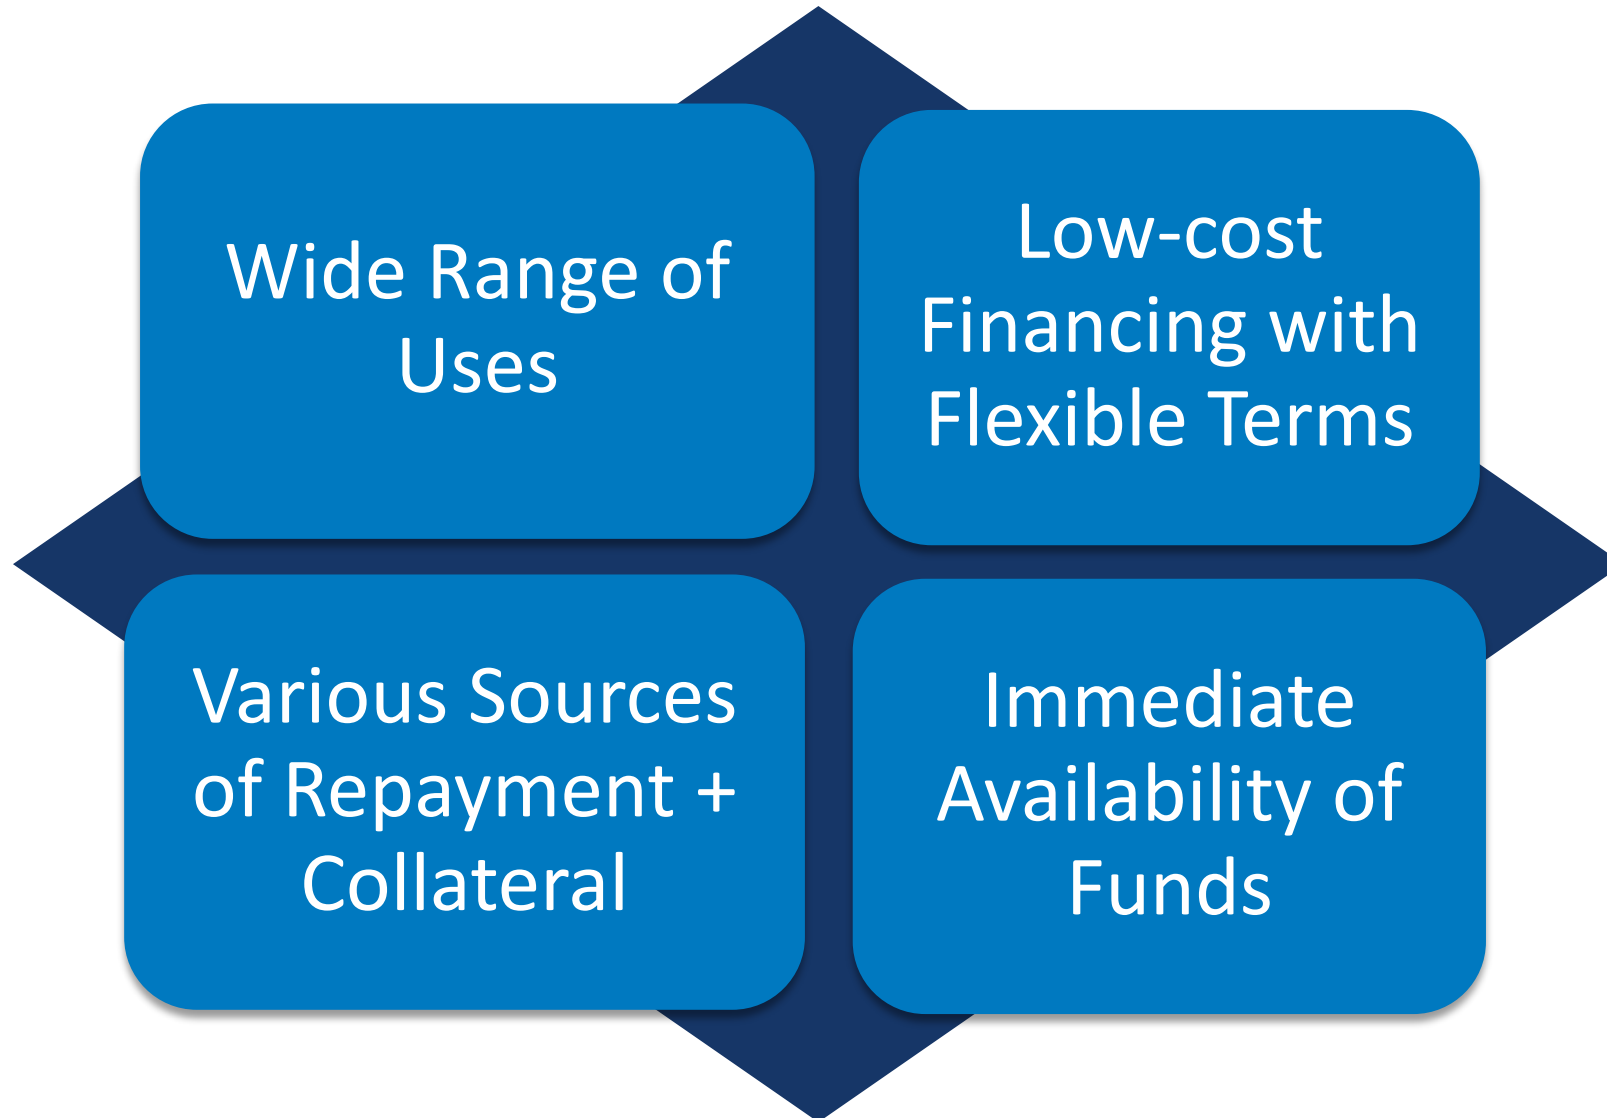 Wide Range of
Uses
Low-cost
Financing with
Flexible Terms
Various Sources
of Repayment +
Collateral
Immediate
Availability of
Funds